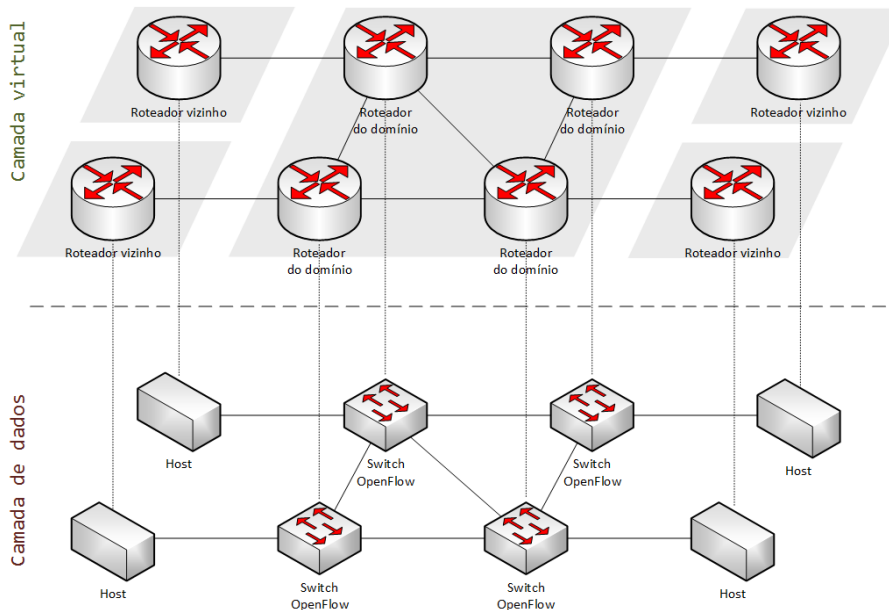 Camada virtual
Roteador vizinho
Roteador
do domínio
Roteador
do domínio
Roteador vizinho
Roteador vizinho
Roteador
do domínio
Roteador
do domínio
Roteador vizinho
Camada de dados
Host
Switch
OpenFlow
Switch
OpenFlow
Host
Host
Switch
OpenFlow
Switch
OpenFlow
Host